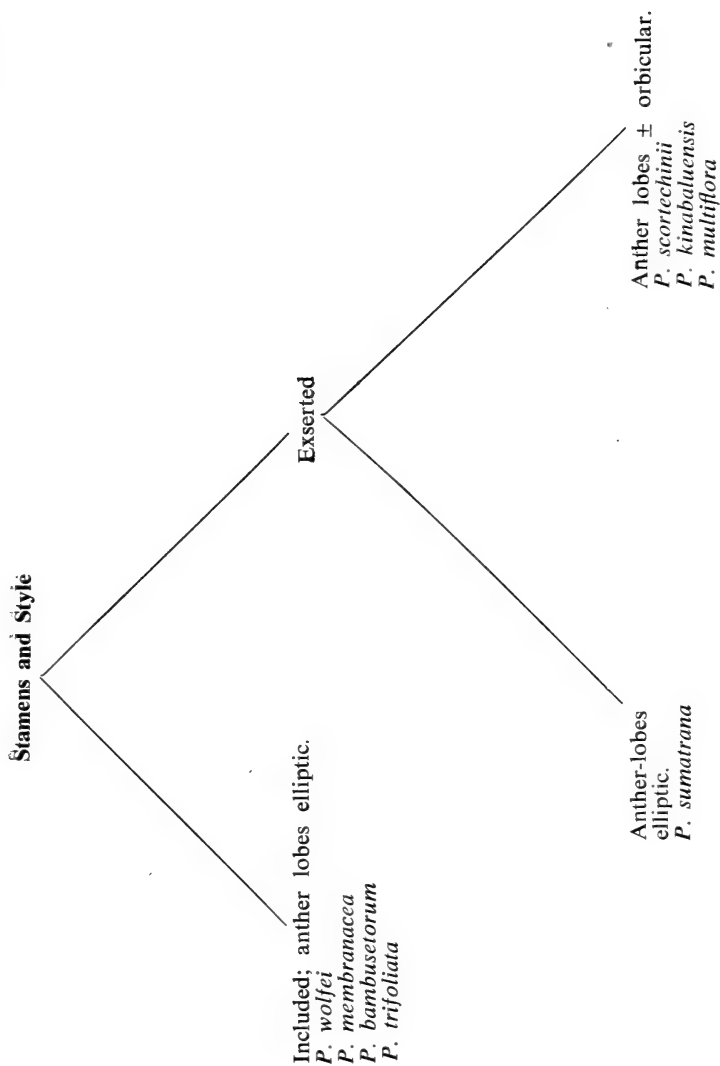 Stamens and Style
Included; anther lobes elliptic.
P. wolfei
P. membranacea
P. bambusetorum
P. trifoliata
Exserted
Anther-lobes
elliptic.
P. sumatrana
Anther lobes ± orbicular.
P. scortechinii
P. kinabaluensis
P. multiflora